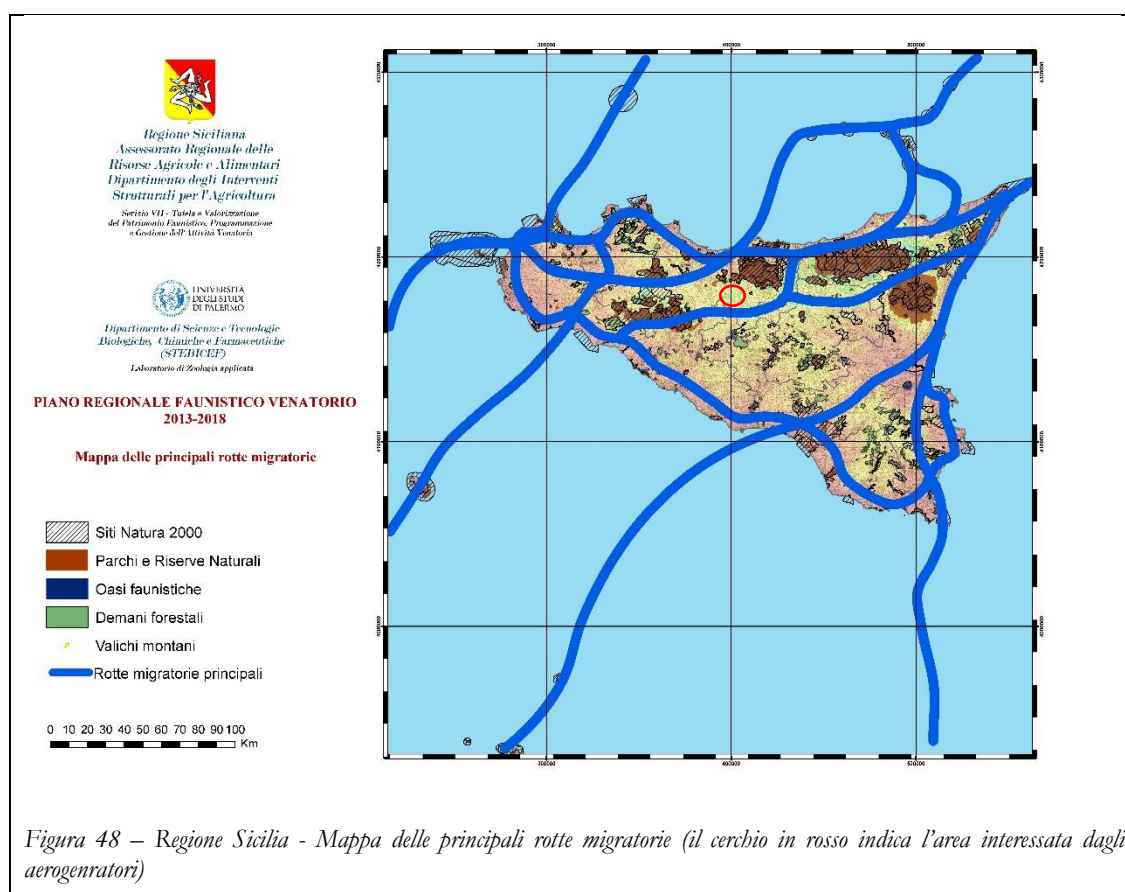 Regione Siciliana
Assessorato Regionale delle
Risorse Agricole e Alimentari
Dipartimento degli Interventi
Strutturali per l'Agricoltura
Servizio VII - Tutela e Valorizzazione
del Patrimonio Faunistico, Programmazione
e Gestione dell'Attività Venatoria
UNIVERSITÀ
DEGLI STUDI
DI PALERMO
Dipartimento di Scienze e Tecnologie
Biologiche, Chimiche e Farmaceutiche
(STEBICEF)
Laboratorio di Zoologia applicata
PIANO REGIONALE FAUNISTICO VENATORIO
2013-2018
Mappa delle principali rotte migratorie
Siti Natura 2000
Parchi e Riserve Naturali
Oasi faunistiche
Demani forestali
Valichi montani
Rotte migratorie principali
0 10 20 30 40 50 60 70 80 90 100
Km
300000 400000 500000
300000 400000 500000
Figura 48 – Regione Sicilia - Mappa delle principali rotte migratorie (il cerchio in rosso indica l'area interessata dagli
aerogenratori)